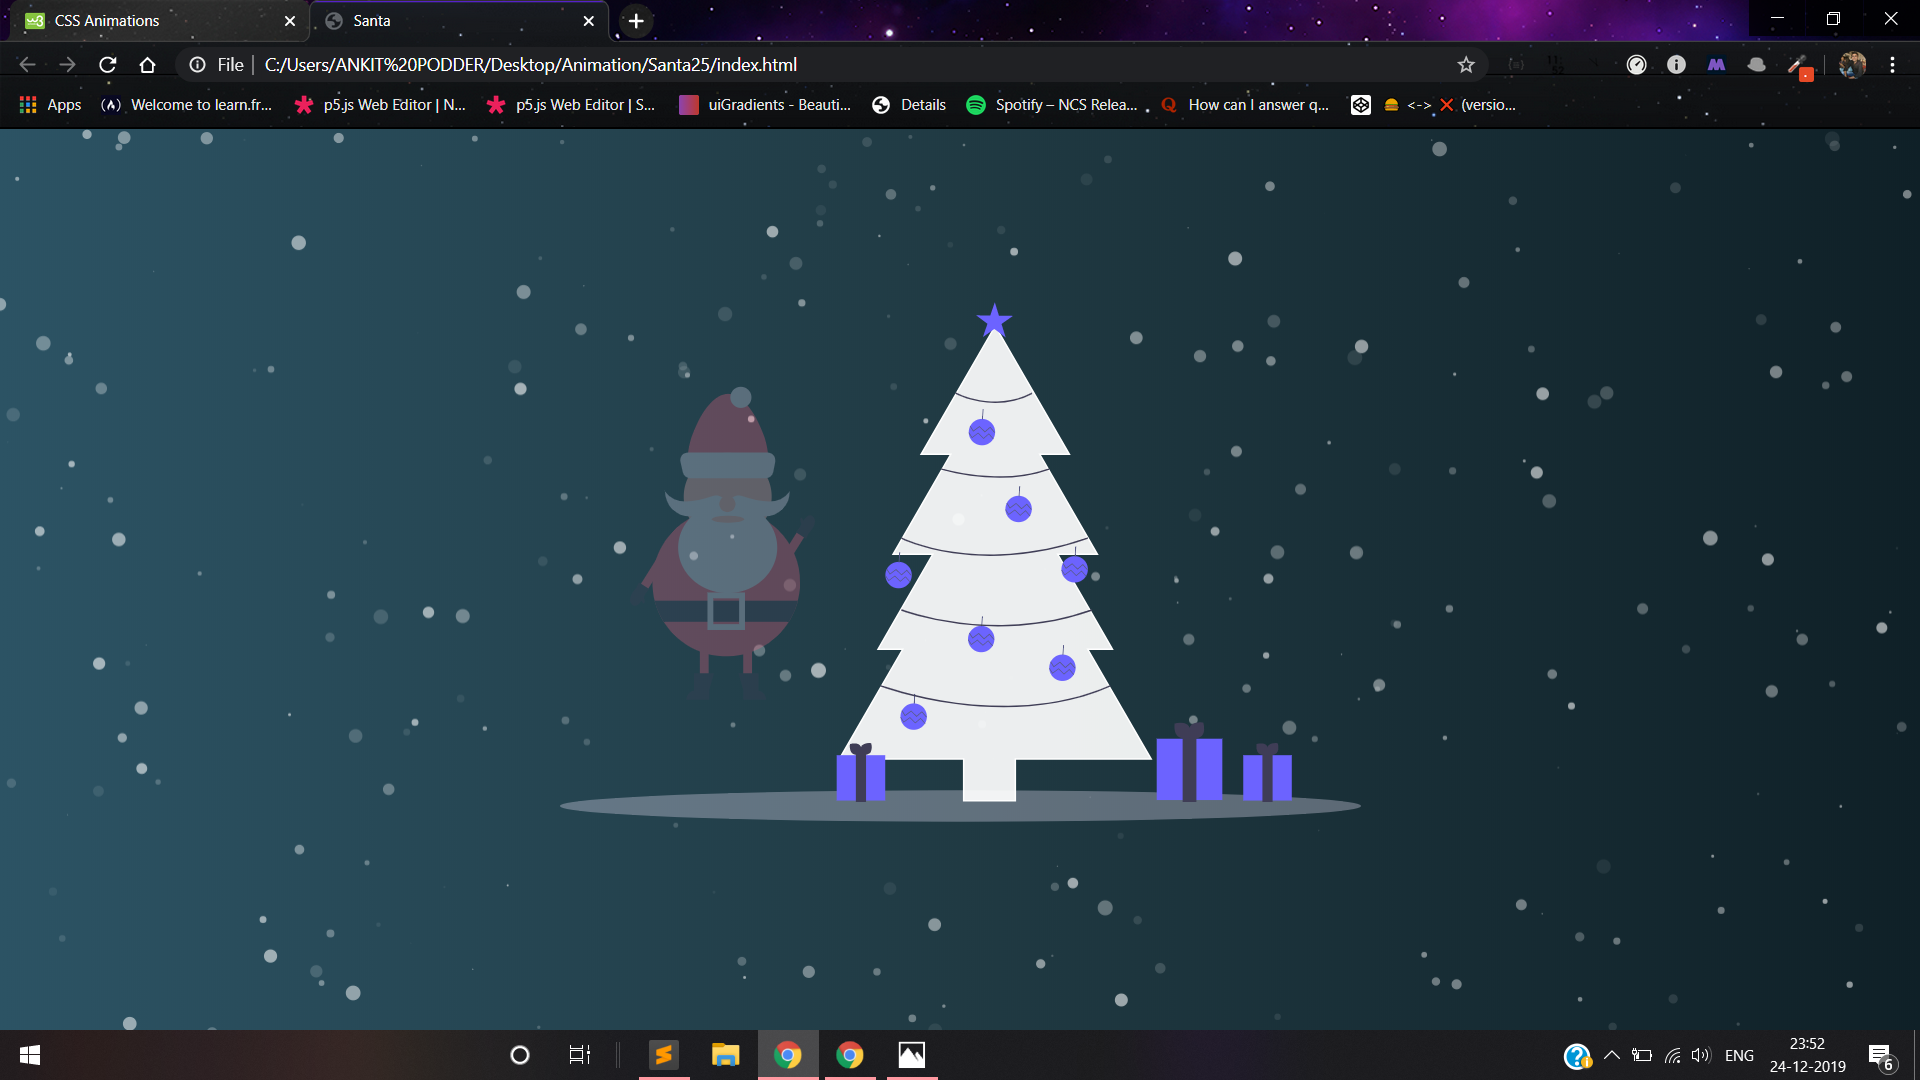 CSS Animations
Santa
File
C:/Users/ANKIT%20PODDER/Desktop/Animation/Santa25/index.html
Apps
Welcome to learn.fr...
p5.js Web Editor | N...
p5.js Web Editor | S...
uiGradients - Beauti...
Details
Spotify – NCS Relea...
How can I answer q...
<-> (versio...
ENG
23:52
24-12-2019
6